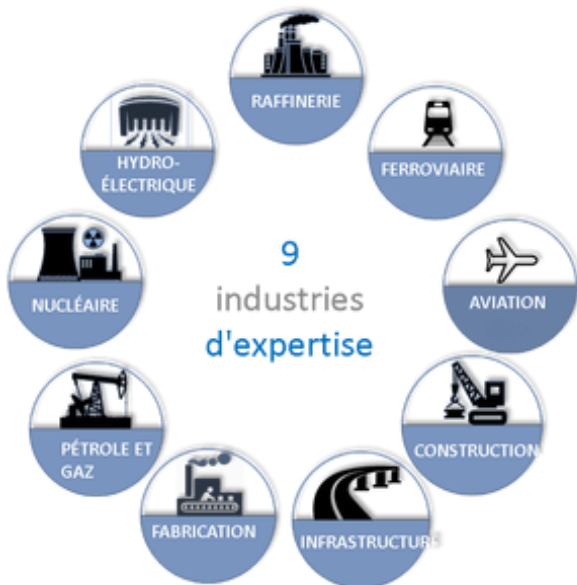 RAFFINERIE
FERROVIAIRE
AVIATION
CONSTRUCTION
INFRASTRUCTURE
FABRICATION
PÉTROLE ET
GAZ
NUCLÉAIRE
HYDRO-
ÉLECTRIQUE
9
industries
d'expertise